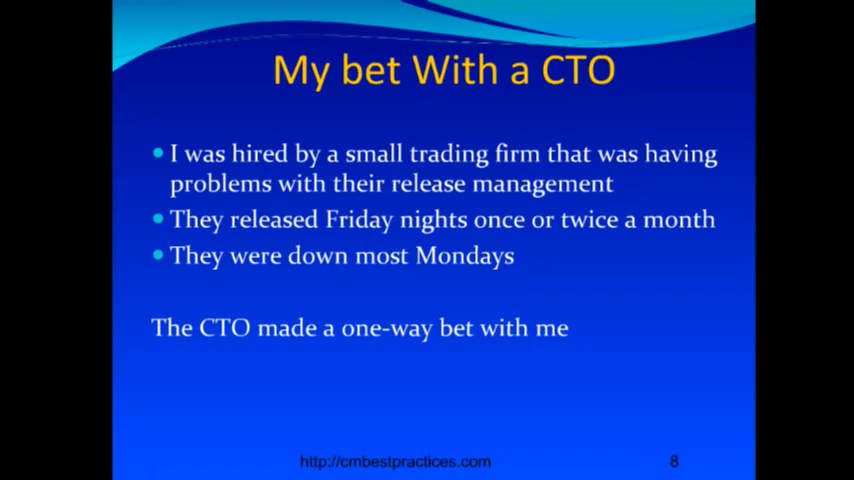 My bet With a CTO
I was hired by a small trading firm that was having
problems with their release management
They released Friday nights once or twice a month
They were down most Mondays
The CTO made a one-way bet with me
http://cmbestpractices.com
8